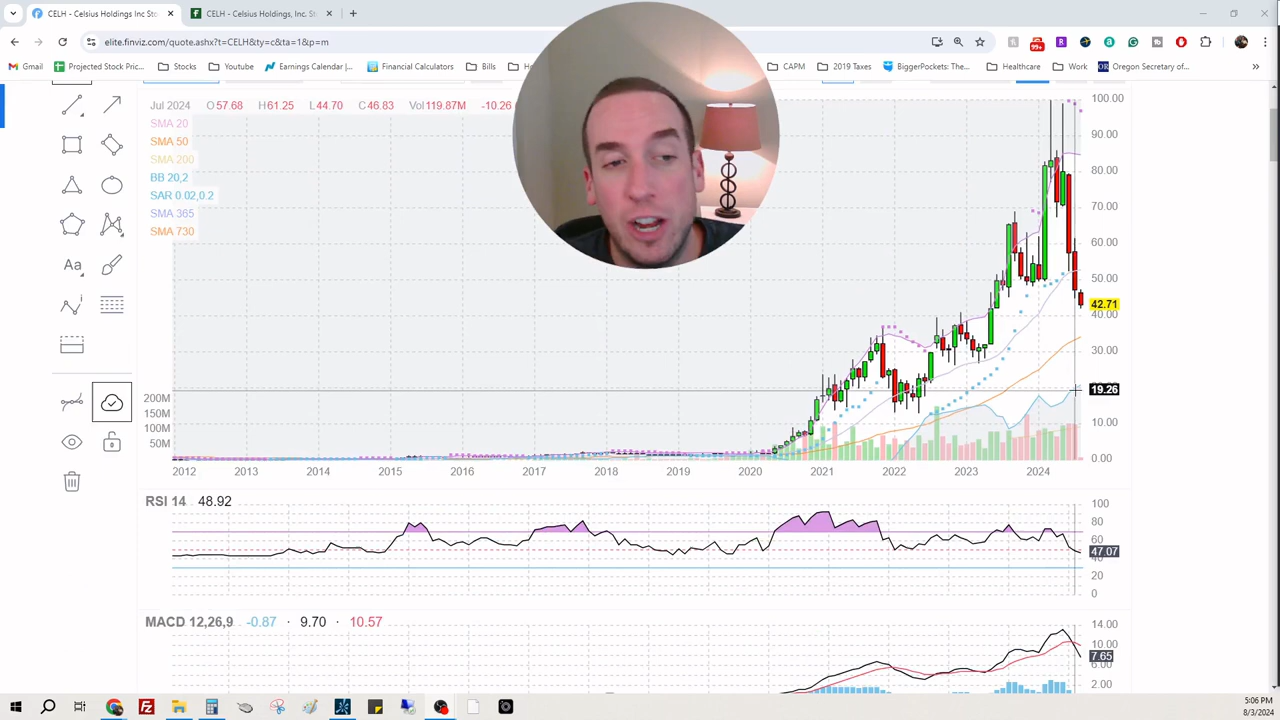 CELH - Celsius Holdings Inc Sto
CELH - Celsius Holdings, Inc. St
elite.finviz.com/quote.ashx?t=CELH&ty=c&ta=1&p=m
99+
Gmail
Projected Stock Pric...
Stocks
Youtube
Earnings Calendar |...
Financial Calculators
Bills
CAPM
2019 Taxes
BiggerPockets: The...
Healthcare
Work
Oregon Secretary of...
Jul 2024 O57.68 H61.25 L44.70 C46.83 Vol119.87M -10.26
SMA 20
SMA 50
SMA 200
BB 20,2
SAR 0.02,0.2
SMA 365
SMA 730
Aa
100.00
90.00
80.00
70.00
60.00
50.00
42.71
40.00
30.00
19.26
10.00
0.00
200M
150M
100M
50M
2012 2013 2014 2015 2016 2017 2018 2019 2020 2021 2022 2023 2024
RSI 14 48.92
100
80
60
47.07
20
0
MACD 12,26,9 -0.87 · 9.70 · 10.57
14.00
10.00
7.65
6.00
2.00
5:06 PM
8/3/2024